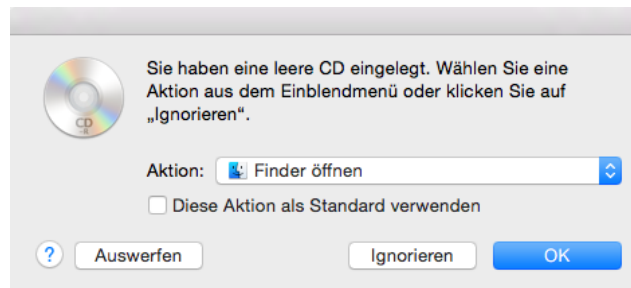 Sie haben eine leere CD eingelegt. Wählen Sie eine
Aktion aus dem Einblendmenü oder klicken Sie auf
„Ignorieren“.
CD
-R
Aktion: Finder öffnen
Diese Aktion als Standard verwenden
? Auswerfen Ignorieren OK